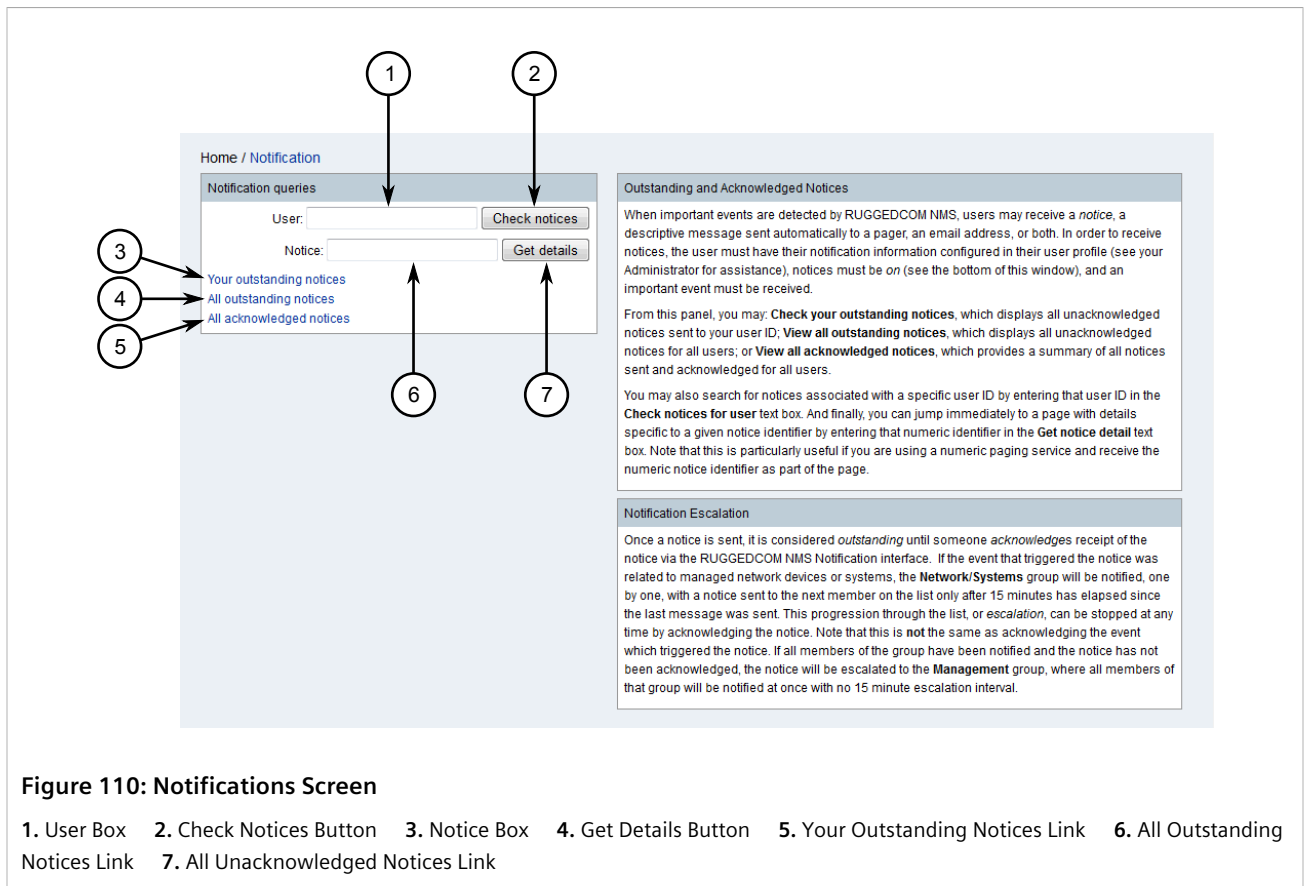 1
2
Home / Notification
Notification queries
User:
Check notices
Notice:
Get details
3
Your outstanding notices
4
All outstanding notices
5
All acknowledged notices
6
7
Outstanding and Acknowledged Notices
When important events are detected by RUGGEDCOM NMS, users may receive a notice, a
descriptive message sent automatically to a pager, an email address, or both. In order to receive
notices, the user must have their notification information configured in their user profile (see your
Administrator for assistance), notices must be on (see the bottom of this window), and an
important event must be received.
From this panel, you may: Check your outstanding notices, which displays all unacknowledged
notices sent to your user ID; View all outstanding notices, which displays all unacknowledged
notices for all users; or View all acknowledged notices, which provides a summary of all notices
sent and acknowledged for all users.
You may also search for notices associated with a specific user ID by entering that user ID in the
Check notices for user text box. And finally, you can jump immediately to a page with details
specific to a given notice identifier by entering that numeric identifier in the Get notice detail text
box. Note that this is particularly useful if you are using a numeric paging service and receive the
numeric notice identifier as part of the page.
Notification Escalation
Once a notice is sent, it is considered outstanding until someone acknowledges receipt of the
notice via the RUGGEDCOM NMS Notification interface. If the event that triggered the notice was
related to managed network devices or systems, the Network/Systems group will be notified, one
by one, with a notice sent to the next member on the list only after 15 minutes has elapsed since
the last message was sent. This progression through the list, or escalation, can be stopped at any
time by acknowledging the notice. Note that this is not the same as acknowledging the event
which triggered the notice. If all members of the group have been notified and the notice has not
been acknowledged, the notice will be escalated to the Management group, where all members of
that group will be notified at once with no 15 minute escalation interval.
Figure 110: Notifications Screen
1. User Box 2. Check Notices Button 3. Notice Box 4. Get Details Button 5. Your Outstanding Notices Link 6. All Outstanding
Notices Link 7. All Unacknowledged Notices Link